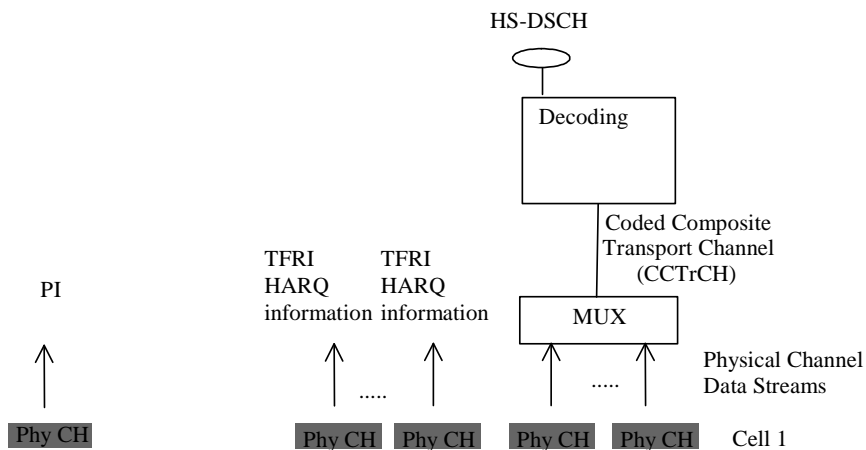 HS-DSCH
Decoding
Coded Composite
Transport Channel
(CCTrCH)
TFRI
HARQ
information
TFRI
HARQ
information
PI
MUX
Physical Channel
Data Streams
.....
.....
Phy CH
Phy CH
Phy CH
Phy CH
Phy CH
Cell 1